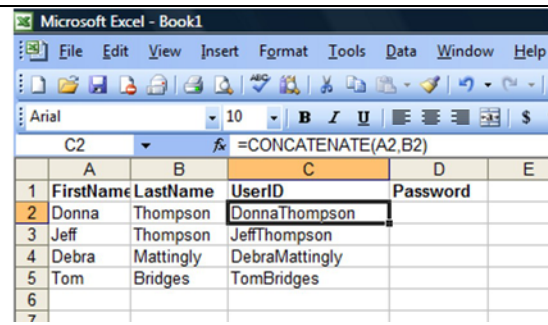 Microsoft Excel - Book1
File Edit View Insert Format Tools Data Window Help
ABC
Arial 10 B I U $
C2 fx =CONCATENATE(A2,B2)
A B C D E
1 FirstName LastName UserID Password
2 Donna Thompson DonnaThompson
3 Jeff Thompson JeffThompson
4 Debra Mattingly DebraMattingly
5 Tom Bridges TomBridges
6
7